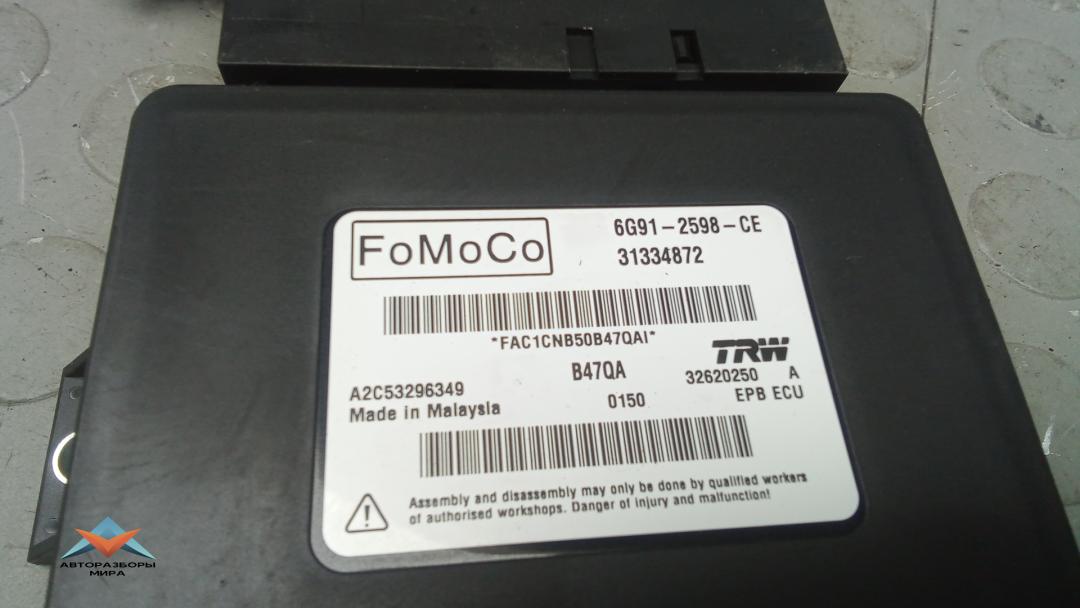 FoMoCo
6G91-2598-CE
31334872
*FAC1CNB50B47QAI*
TRW
B47QA
32620250 A
A2C53296349
Made in Malaysia
0150
EPB ECU
Assembly and disassembly may only be done by qualified workers
of authorised workshops. Danger of injury and malfunction!
АВТОРАЗБОРЫ
МИРА